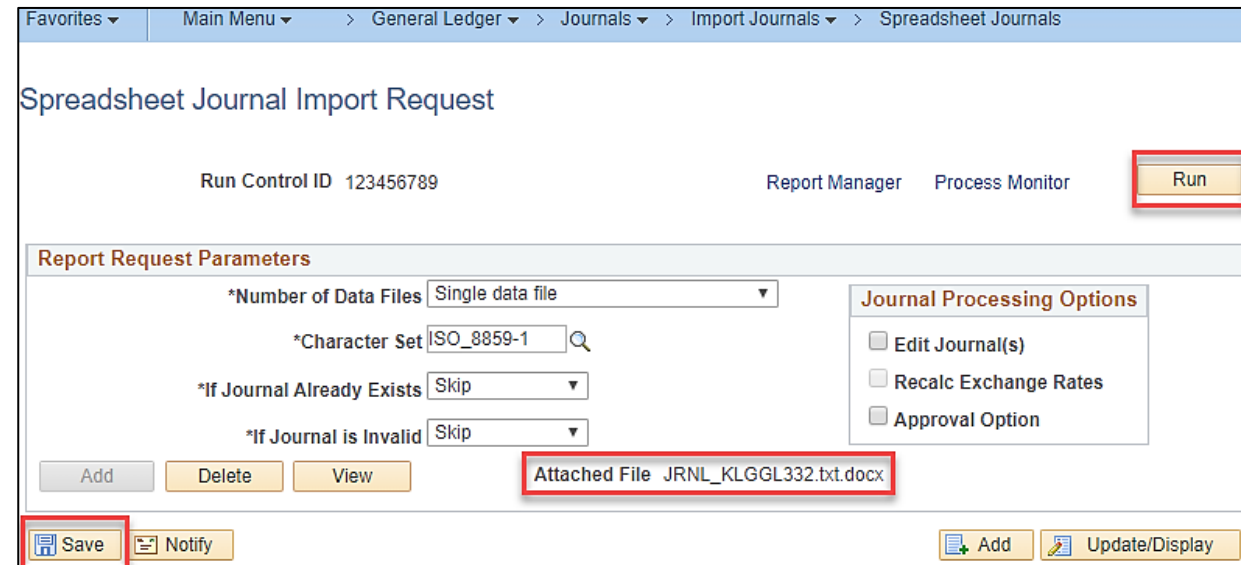 Favorites Main Menu > General Ledger > Journals > Import Journals > Spreadsheet Journals
Spreadsheet Journal Import Request
Run Control ID 123456789 Report Manager Process Monitor Run
Report Request Parameters
*Number of Data Files Single data file
Journal Processing Options
*Character Set ISO_8859-1
Edit Journal(s)
*If Journal Already Exists Skip
Recalc Exchange Rates
*If Journal is Invalid Skip
Approval Option
Add Delete View Attached File JRNL_KLGGL332.txt.docx
Save Notify Add Update/Display